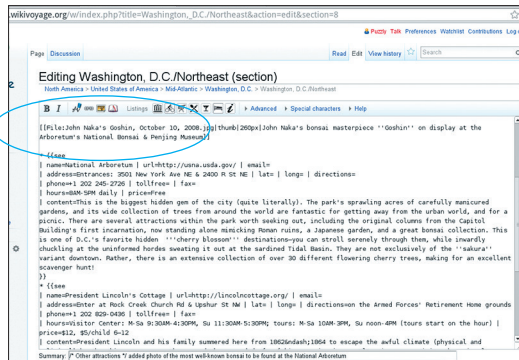 .wikivoyage.org/w/index.php?title=Washington,_D.C./Northeast&action=edit&section=8
Puzzly Talk Preferences Watchlist Contributions Log
Page Discussion Read Edit View history Search
Editing Washington, D.C./Northeast (section)
North America > United States of America > Mid-Atlantic > Washington, D.C. > Washington, D.C./Northeast
B I Listings Advanced Special characters Help
[[File:John Naka's Goshin, October 10, 2008.jpg|thumb|260px|John Naka's bonsai masterpiece ''Goshin'' on display at the
Arboretum's National Bonsai & Penjing Museum]]
* {{see
| name=National Arboretum | url=http://usna.usda.gov/ | email=
| address=Entrances: 3501 New York Ave NE & 2400 R St NE | lat= | long= | directions=
| phone=+1 202 245-2726 | tollfree= | fax=
| hours=8AM-5PM daily | price=Free
| content=This is the biggest hidden gem of the city (quite literally). The park's sprawling acres of carefully manicured
gardens, and its wide collection of trees from around the world are fantastic for getting away from the urban world, and for a
picnic. There are several attractions within the park worth seeking out, including the original columns from the Capitol
Building's first incarnation, now standing alone mimicking Roman ruins, a Japanese garden, and a great bonsai collection. This
is one of D.C.'s favorite hidden '''cherry blossom''' destinations—you can stroll serenely through them, while inwardly
chuckling at the uninformed hordes sweating it out at the sardined Tidal Basin. They are not exclusively of the ''sakura''
variant downtown. Rather, there is an extensive collection of over 30 different flowering cherry trees, making for an excellent
scavenger hunt!
}}
* {{see
| name=President Lincoln's Cottage | url=http://lincolncottage.org/ | email=
| address=Enter at Rock Creek Church Rd & Upshur St NW | lat= | long= | directions=on the Armed Forces' Retirement Home grounds
| phone=+1 202 829-0436 | tollfree= | fax=
| hours=Visitor Center: M-Sa 9:30AM-4:30PM, Su 11:30AM-5:30PM; tours: M-Sa 10AM-3PM, Su noon-4PM (tours start on the hour) |
price=$12, $5/child 6-12
| content=President Lincoln and his family summered here from 1862&ndash;1864 to escape the awful climate (physical and
Summary: /* Other attractions */ added photo of the most well-known bonsai to be found at the National Arboretum